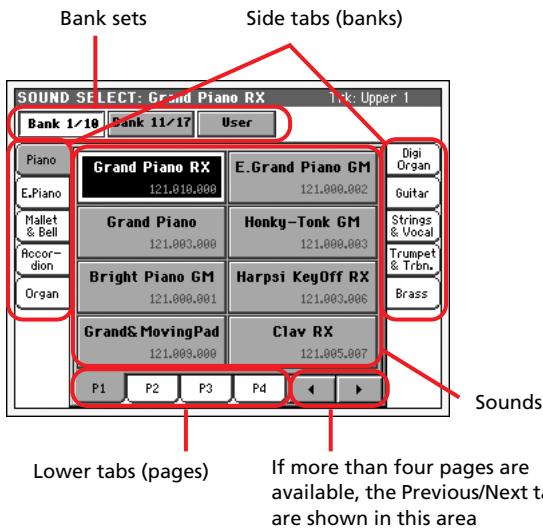 Bank sets
Side tabs (banks)
SOUND SELECT: Grand Piano RX
Trk: Upper 1
Bank 1/10
Bank 11/17
User
Piano
E.Piano
Mallet
& Bell
Accor-
dion
Organ
Grand Piano RX
121.010.000
E.Grand Piano GM
121.000.002
Grand Piano
121.003.000
Honky-Tonk GM
121.000.003
Bright Piano GM
121.000.001
Harpsi KeyOff RX
121.003.006
Grand&MovingPad
121.009.000
Clav RX
121.005.007
Digi
Organ
Guitar
Strings
& Vocal
Trumpet
& Trbn.
Brass
P1
P2
P3
P4
Sounds
Lower tabs (pages)
If more than four pages are
available, the Previous/Next ta
are shown in this area